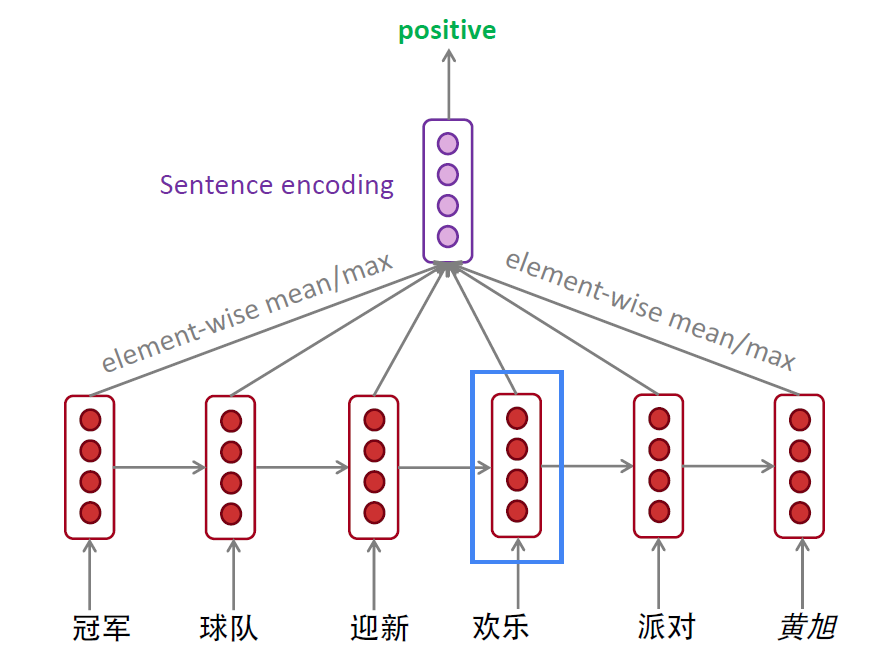 positive
Sentence encoding
element-wise mean/max
element-wise mean/max
冠军 球队 迎新 欢乐 派对 黄旭